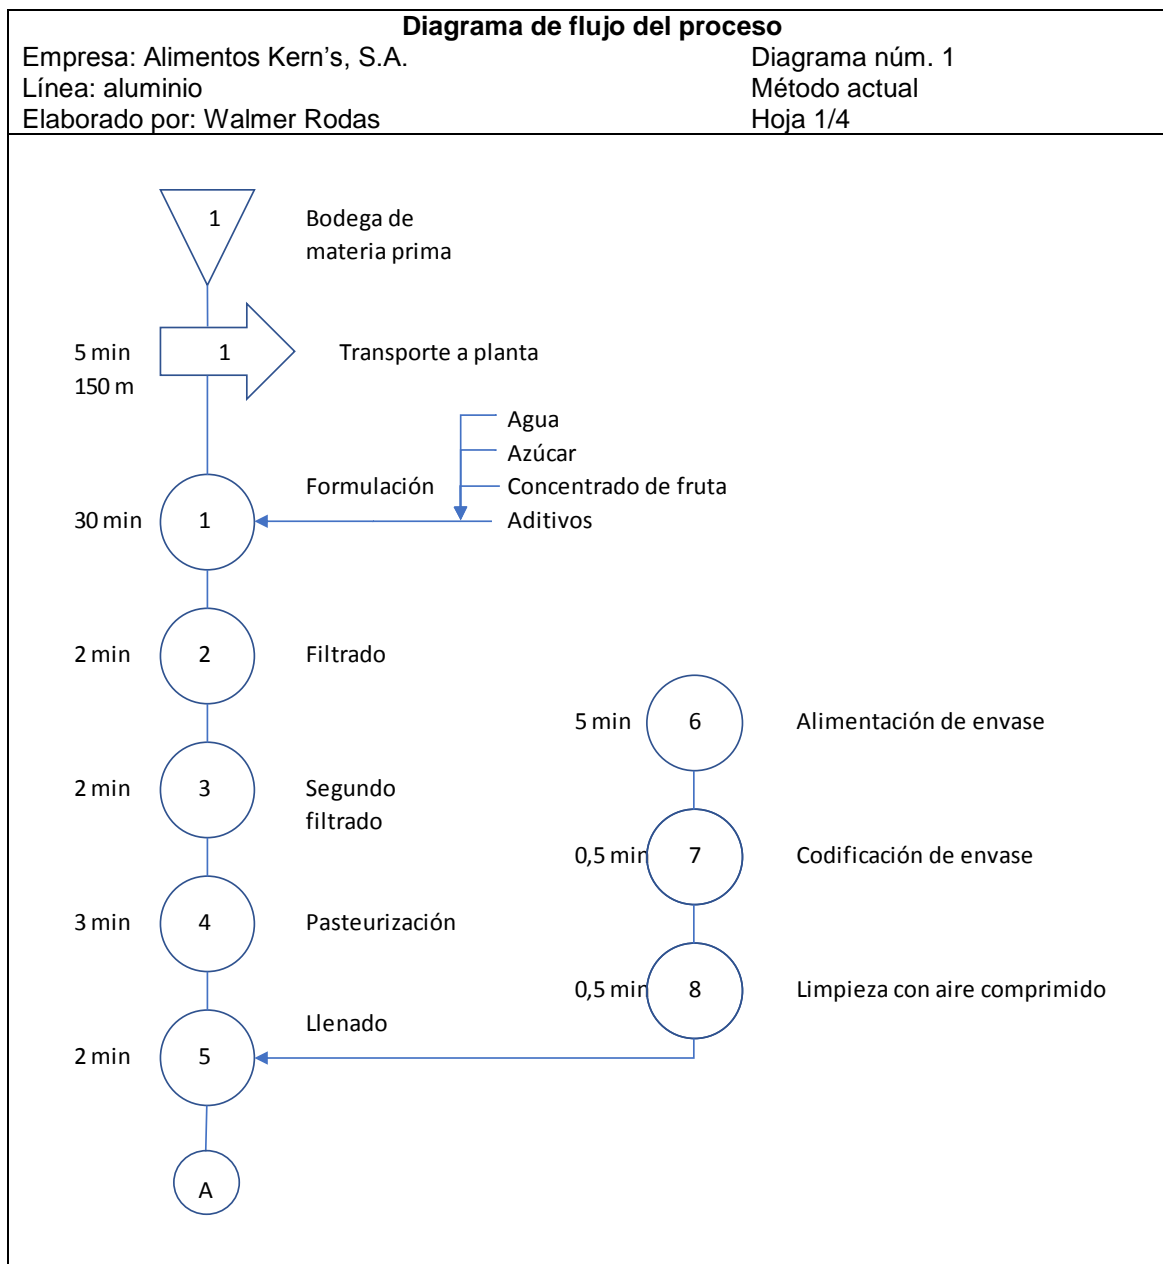 Diagrama de flujo del proceso
Empresa: Alimentos Kern’s, S.A.
Diagrama núm. 1
Línea: aluminio
Método actual
Elaborado por: Walmer Rodas
Hoja 1/4
1
Bodega de
materia prima
5 min
150 m
1
Transporte a planta
Agua
Azúcar
Formulación
Concentrado de fruta
30 min
1
Aditivos
2 min
2
Filtrado
5 min
6
Alimentación de envase
2 min
3
Segundo
filtrado
0,5 min
7
Codificación de envase
3 min
4
Pasteurización
0,5 min
8
Limpieza con aire comprimido
Llenado
2 min
5
A